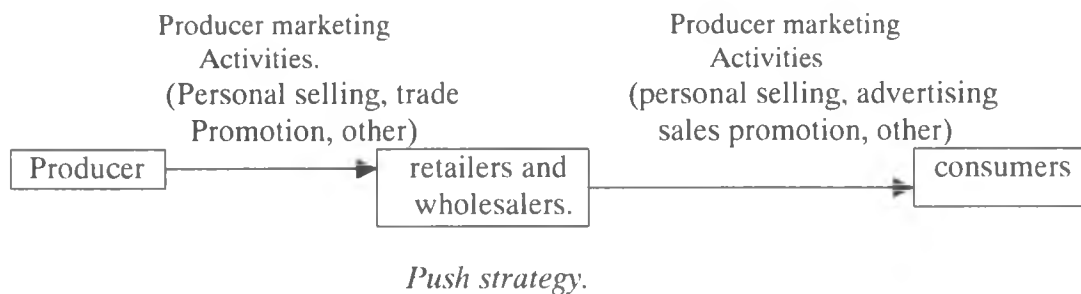 Producer marketing
Activities.
(Personal selling, trade
Promotion, other)
Producer marketing
Activities
(personal selling, advertising
sales promotion, other)
Producer
retailers and
wholesalers.
consumers
Push strategy.